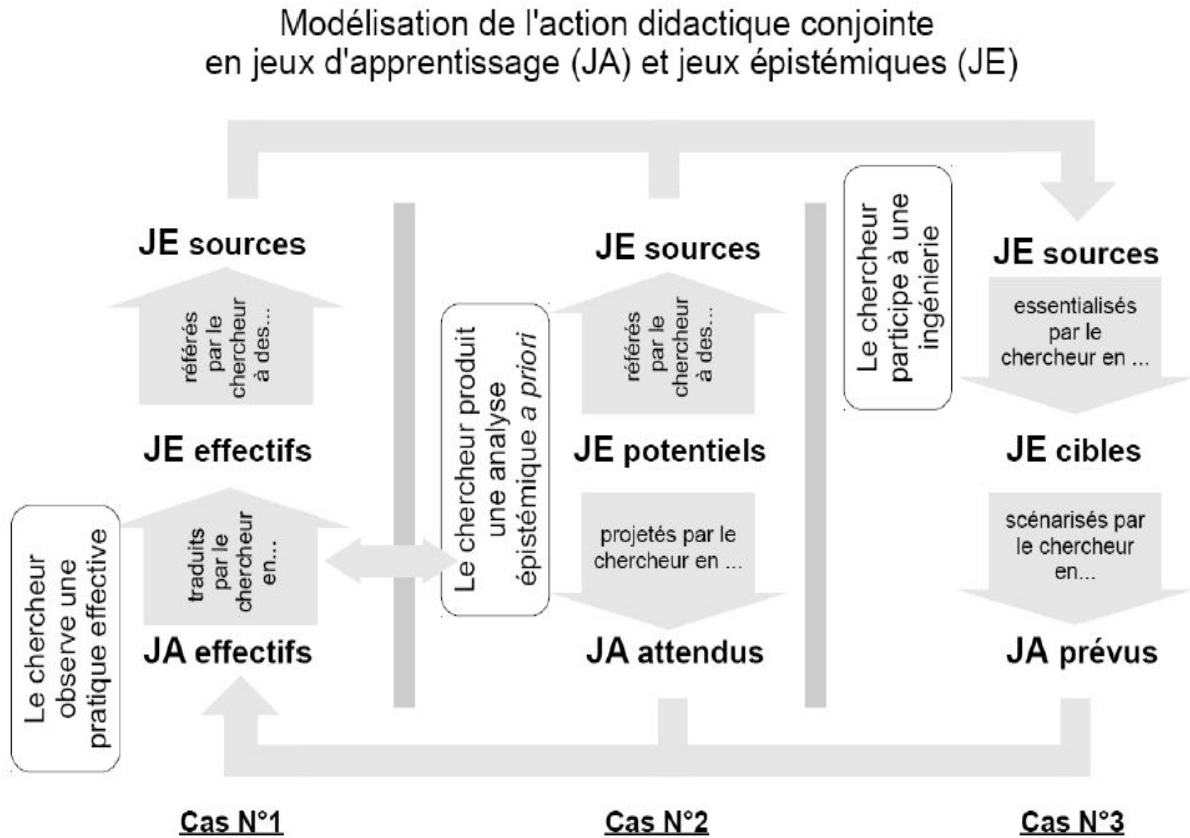 Modélisation de l'action didactique conjointe
en jeux d'apprentissage (JA) et jeux épistémiques (JE)
Le chercheur
observe une
pratique effective
JE sources
référés
par le
chercheur
à des...
JE effectifs
traduits
par le
chercheur
en...
JA effectifs
Cas N°1
Le chercheur produit
une analyse
épistémique a priori
JE sources
référés
par le
chercheur
à des...
JE potentiels
projetés par le
chercheur en ...
JA attendus
Cas N°2
Le chercheur
participe à une
ingénierie
JE sources
essentialisés
par le
chercheur en ...
JE cibles
scénarisés par
le chercheur
en...
JA prévus
Cas N°3